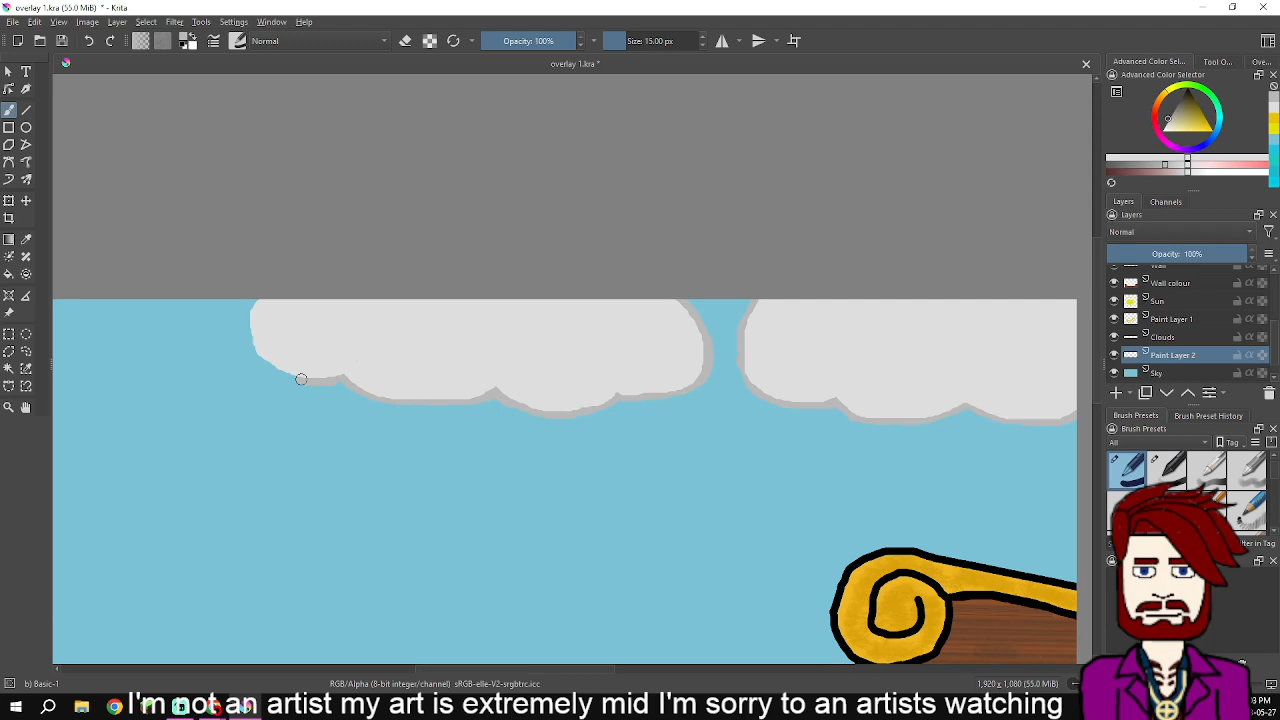 overlay 1.kra (55.0 MiB) * - Krita
File Edit View Image Layer Select Filter Tools Settings Window Help
Normal Opacity: 100% Size: 15.00 px
overlay 1.kra *
Advanced Color Sel... Tool O... Ove...
Advanced Color Selector
Layers Channels
Layers
Normal
Opacity: 100%
Wall colour
Sun
Paint Layer 1
Clouds
Paint Layer 2
Sky
Brush Presets Brush Preset History
Brush Presets
All Tag
ter in Tag
b) Basic-1 RGB/Alpha (8-bit integer/channel) sRGB-elle-V2-srgbtrc.icc 1,920 x 1,080 (55.0 MiB)
I'm not an artist my art is extremely mid I'm sorry to an artists watching